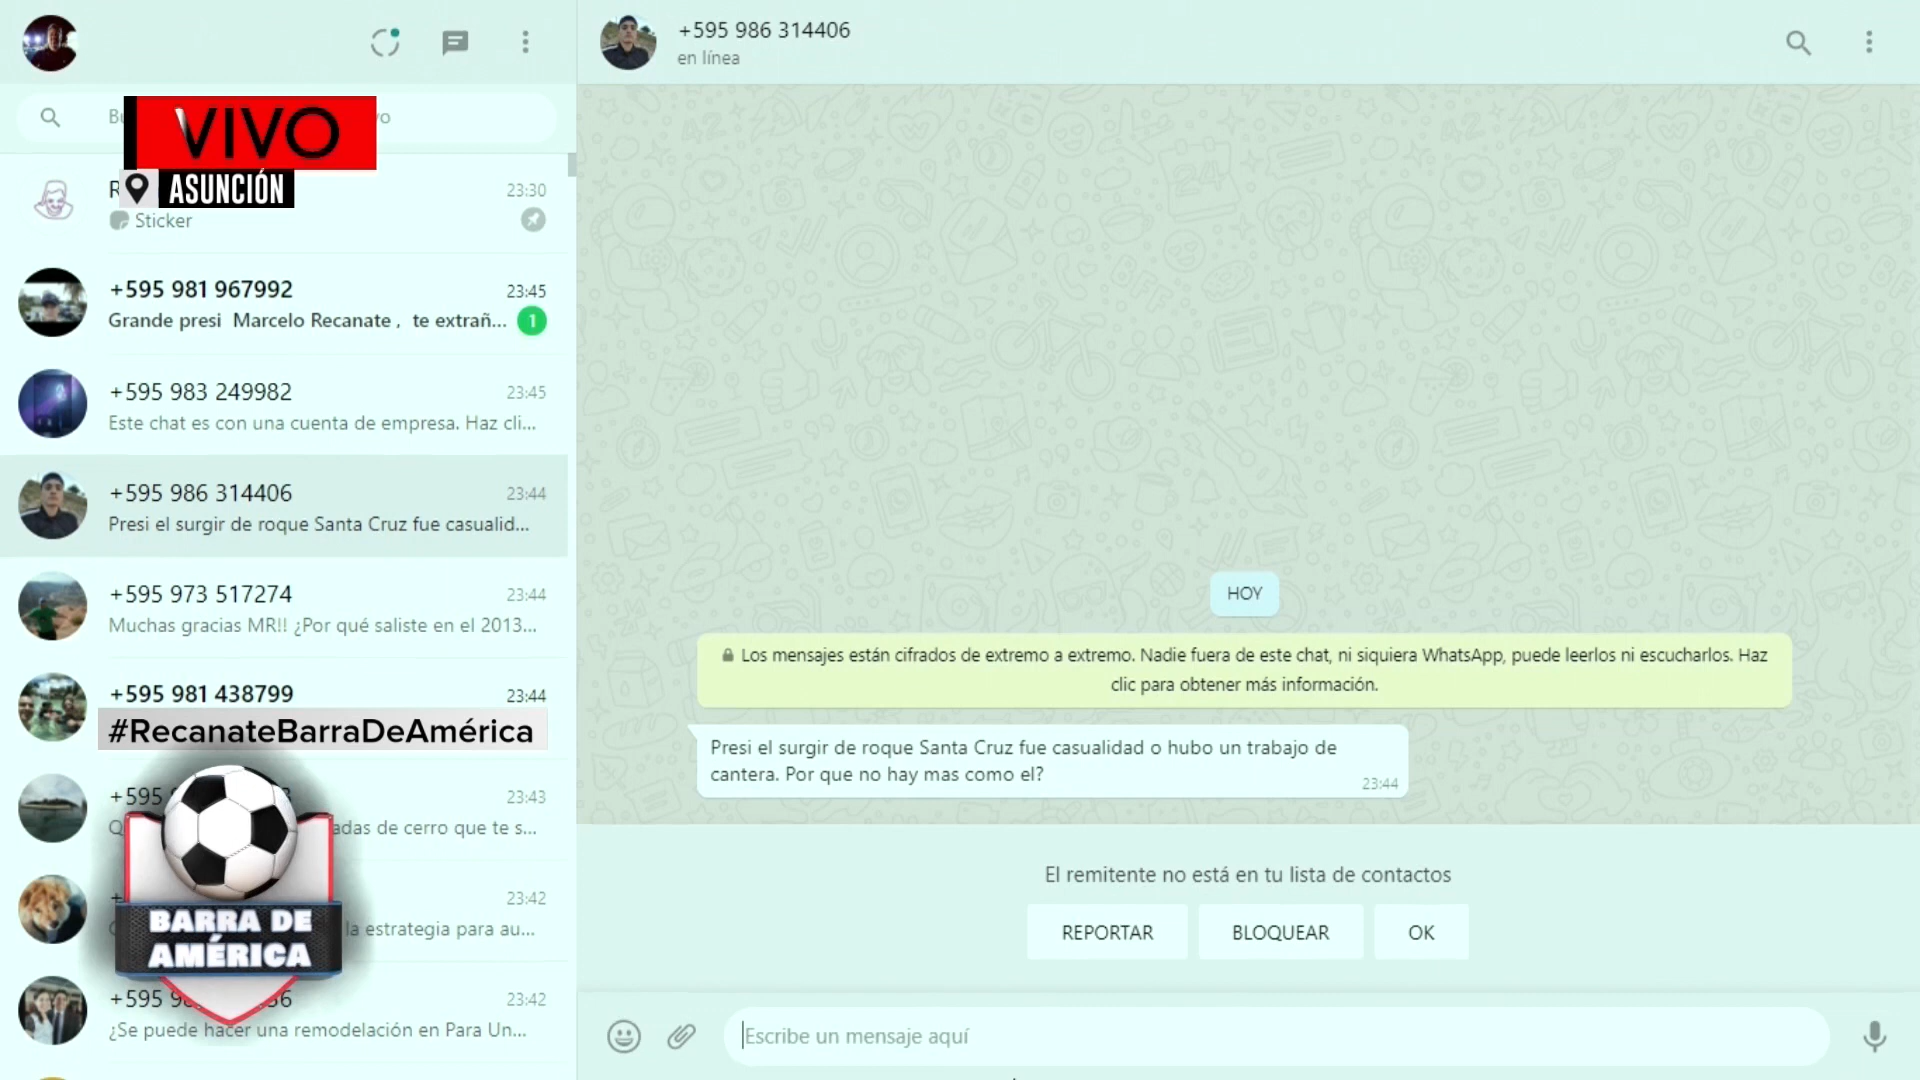 +595 986 314406
en línea
VIVO
ASUNCIÓN
23:30
Sticker
+595 981 967992
23:45
Grande presi Marcelo Recanate , te extrañ...
1
+595 983 249982
23:45
Este chat es con una cuenta de empresa. Haz cli...
+595 986 314406
23:44
Presi el surgir de roque Santa Cruz fue casualid...
+595 973 517274
23:44
Muchas gracias MR!! ¿Por qué saliste en el 2013...
+595 981 438799
23:44
#RecanateBarraDeAmérica
+595
23:43
adas de cerro que te s...
23:42
la estrategia para au...
BARRA DE
AMÉRICA
+595
23:42
¿Se puede hacer una remodelación en Para Un...
HOY
Los mensajes están cifrados de extremo a extremo. Nadie fuera de este chat, ni siquiera WhatsApp, puede leerlos ni escucharlos. Haz
clic para obtener más información.
Presi el surgir de roque Santa Cruz fue casualidad o hubo un trabajo de
cantera. Por que no hay mas como el?
23:44
El remitente no está en tu lista de contactos
REPORTAR
BLOQUEAR
OK
Escribe un mensaje aquí